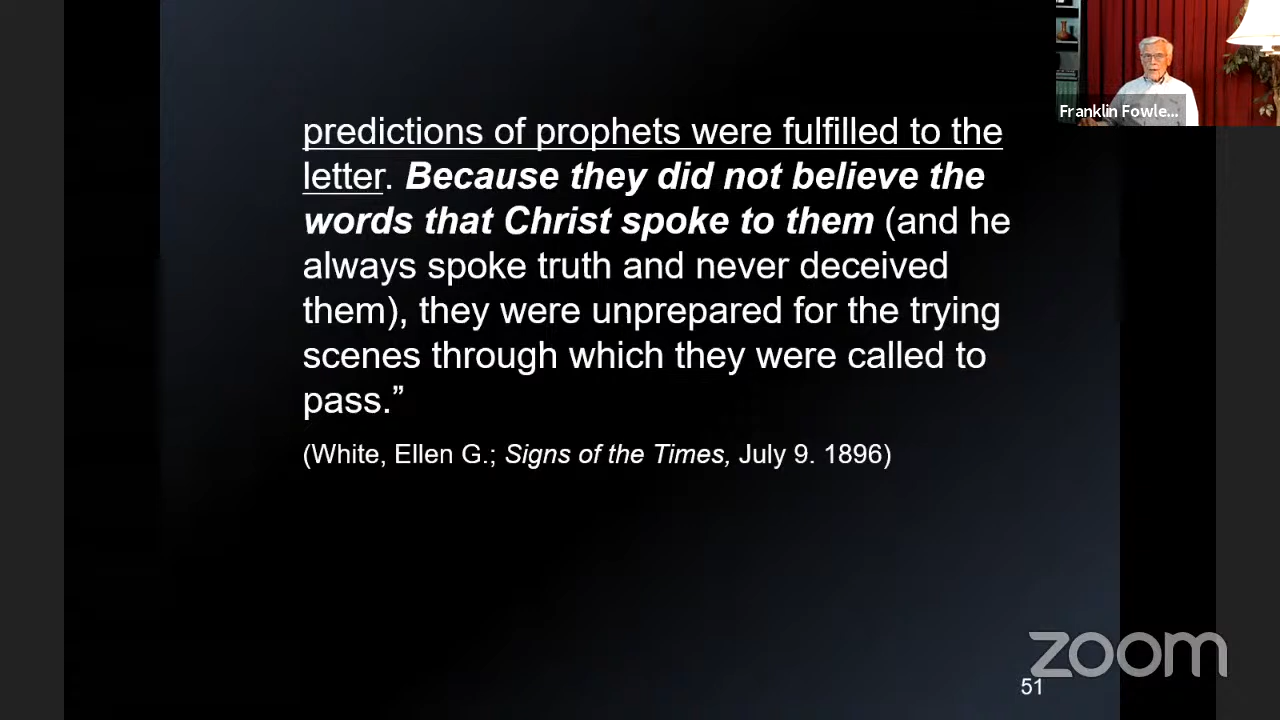 predictions of prophets were fulfilled to the
letter. Because they did not believe the
words that Christ spoke to them (and he
always spoke truth and never deceived
them), they were unprepared for the trying
scenes through which they were called to
pass.”
(White, Ellen G.; Signs of the Times, July 9. 1896)
Franklin Fowle...
zoom
51